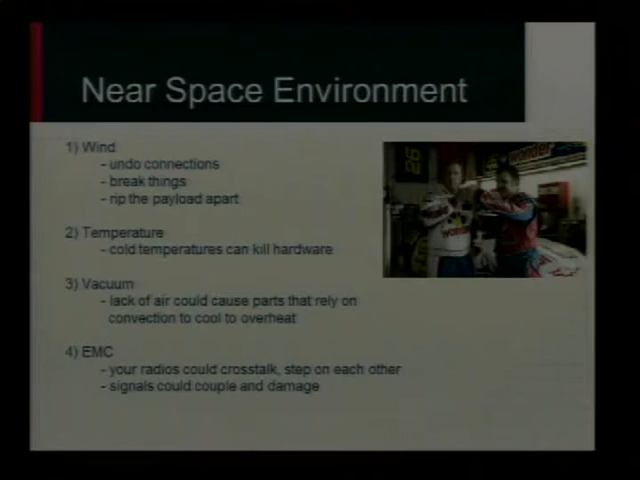 Near Space Environment
1) Wind
- undo connections
- break things
- rip the payload apart
wonder
26
2) Temperature
- cold temperatures can kill hardware
3) Vacuum
- lack of air could cause parts that rely on
convection to cool to overheat
4) EMC
- your radios could crosstalk, step on each other
- signals could couple and damage